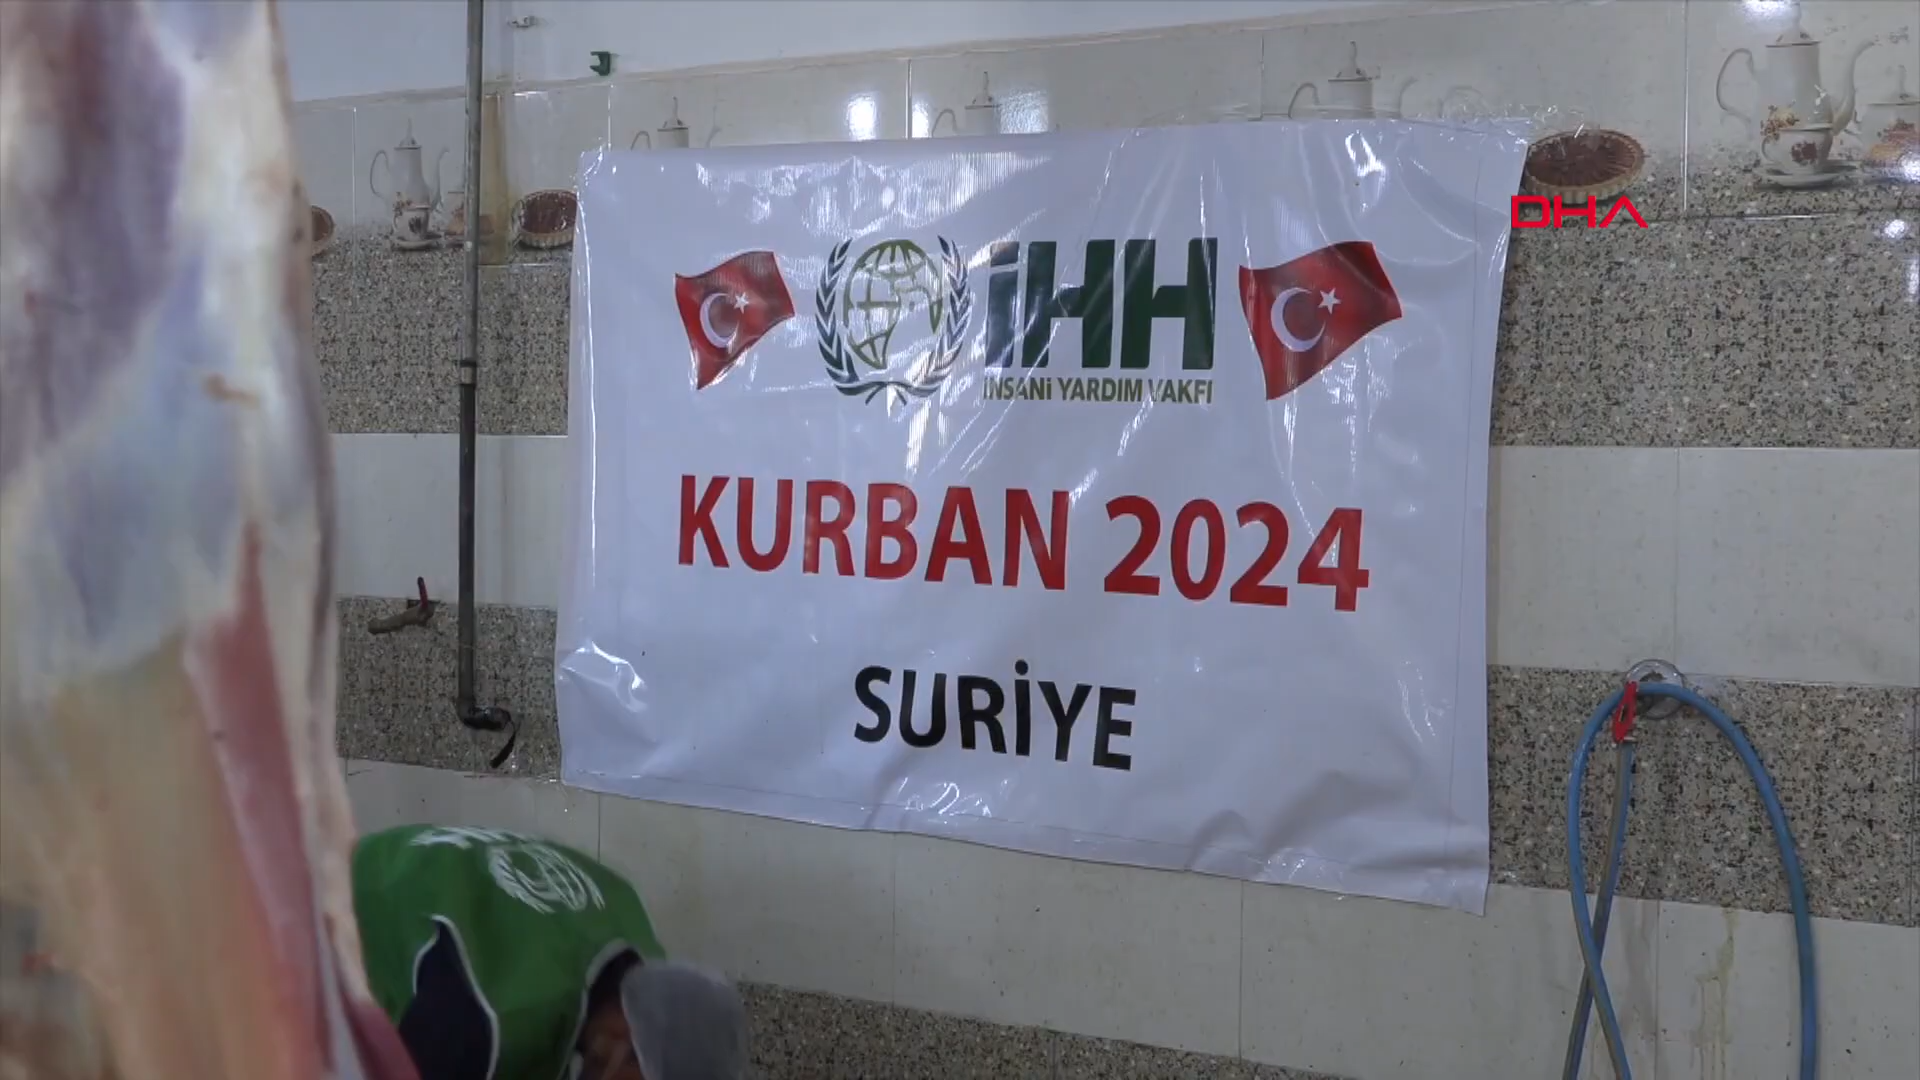 DHA
İHH
İNSANİ YARDIM VAKFI
KURBAN 2024
SURİYE